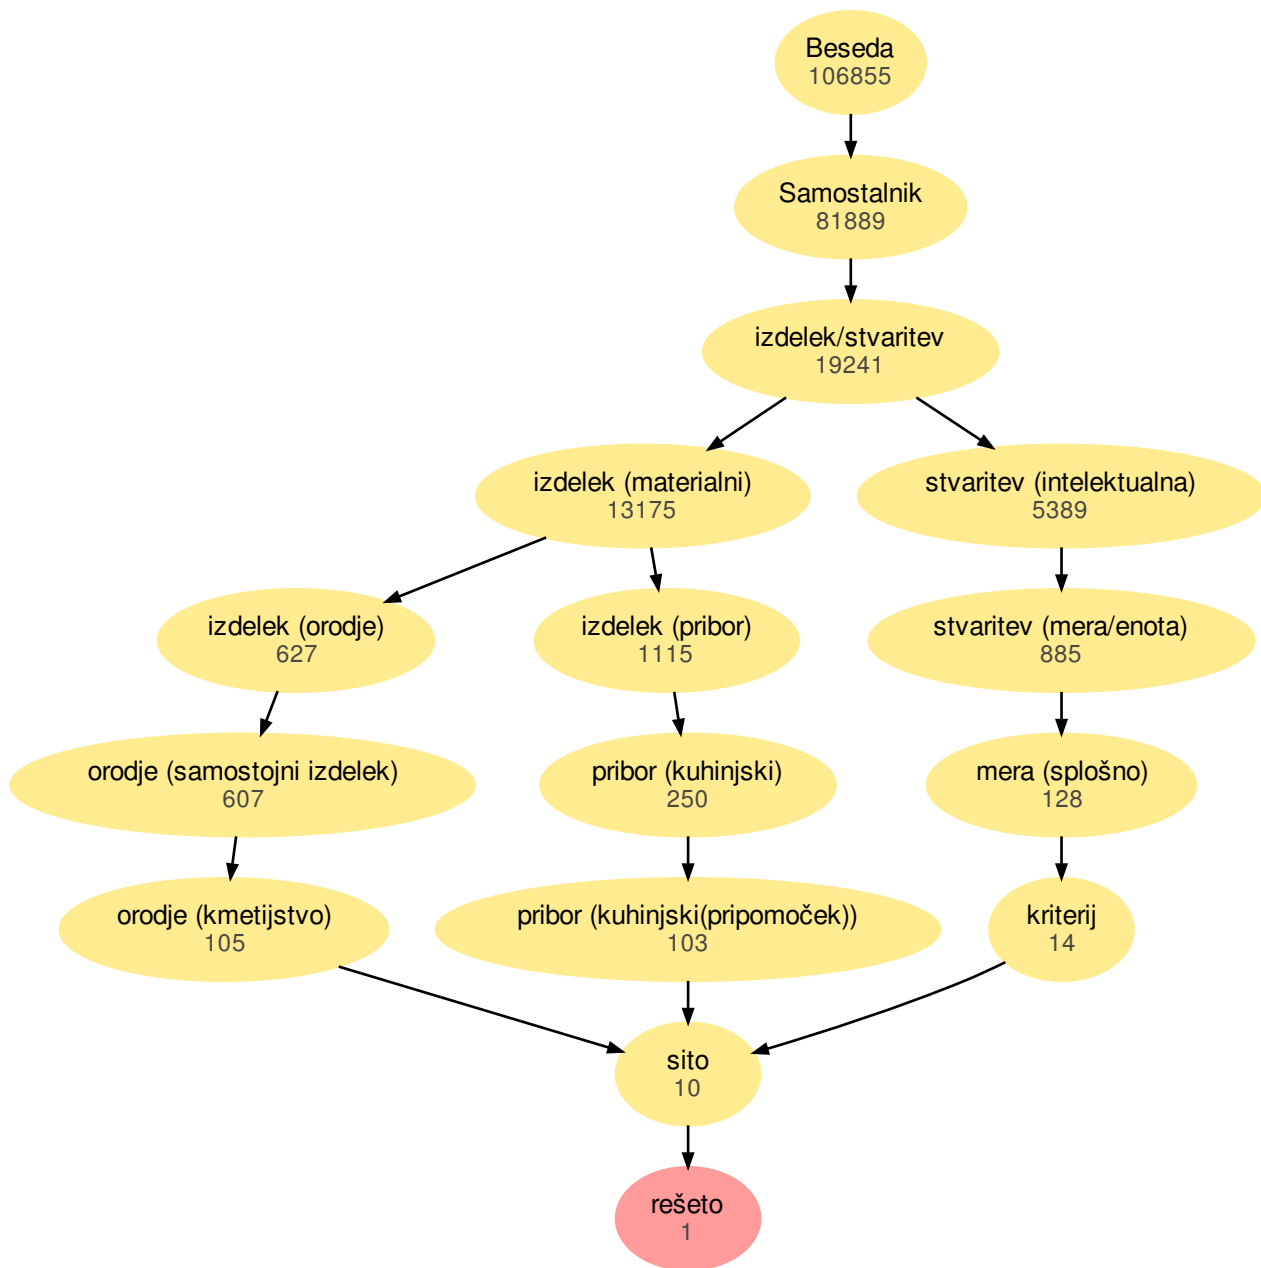 Beseda
106855
Samostalnik
81889
izdelek/stvaritev
19241
izdelek (materialni)
13175
stvaritev (intelektualna)
5389
izdelek (orodje)
627
izdelek (pribor)
1115
stvaritev (mera/enota)
885
orodje (samostojni izdelek)
607
pribor (kuhinjski)
250
mera (splošno)
128
orodje (kmetijstvo)
105
pribor (kuhinjski(pripomoček))
103
kriterij
14
sito
10
rešeto
1